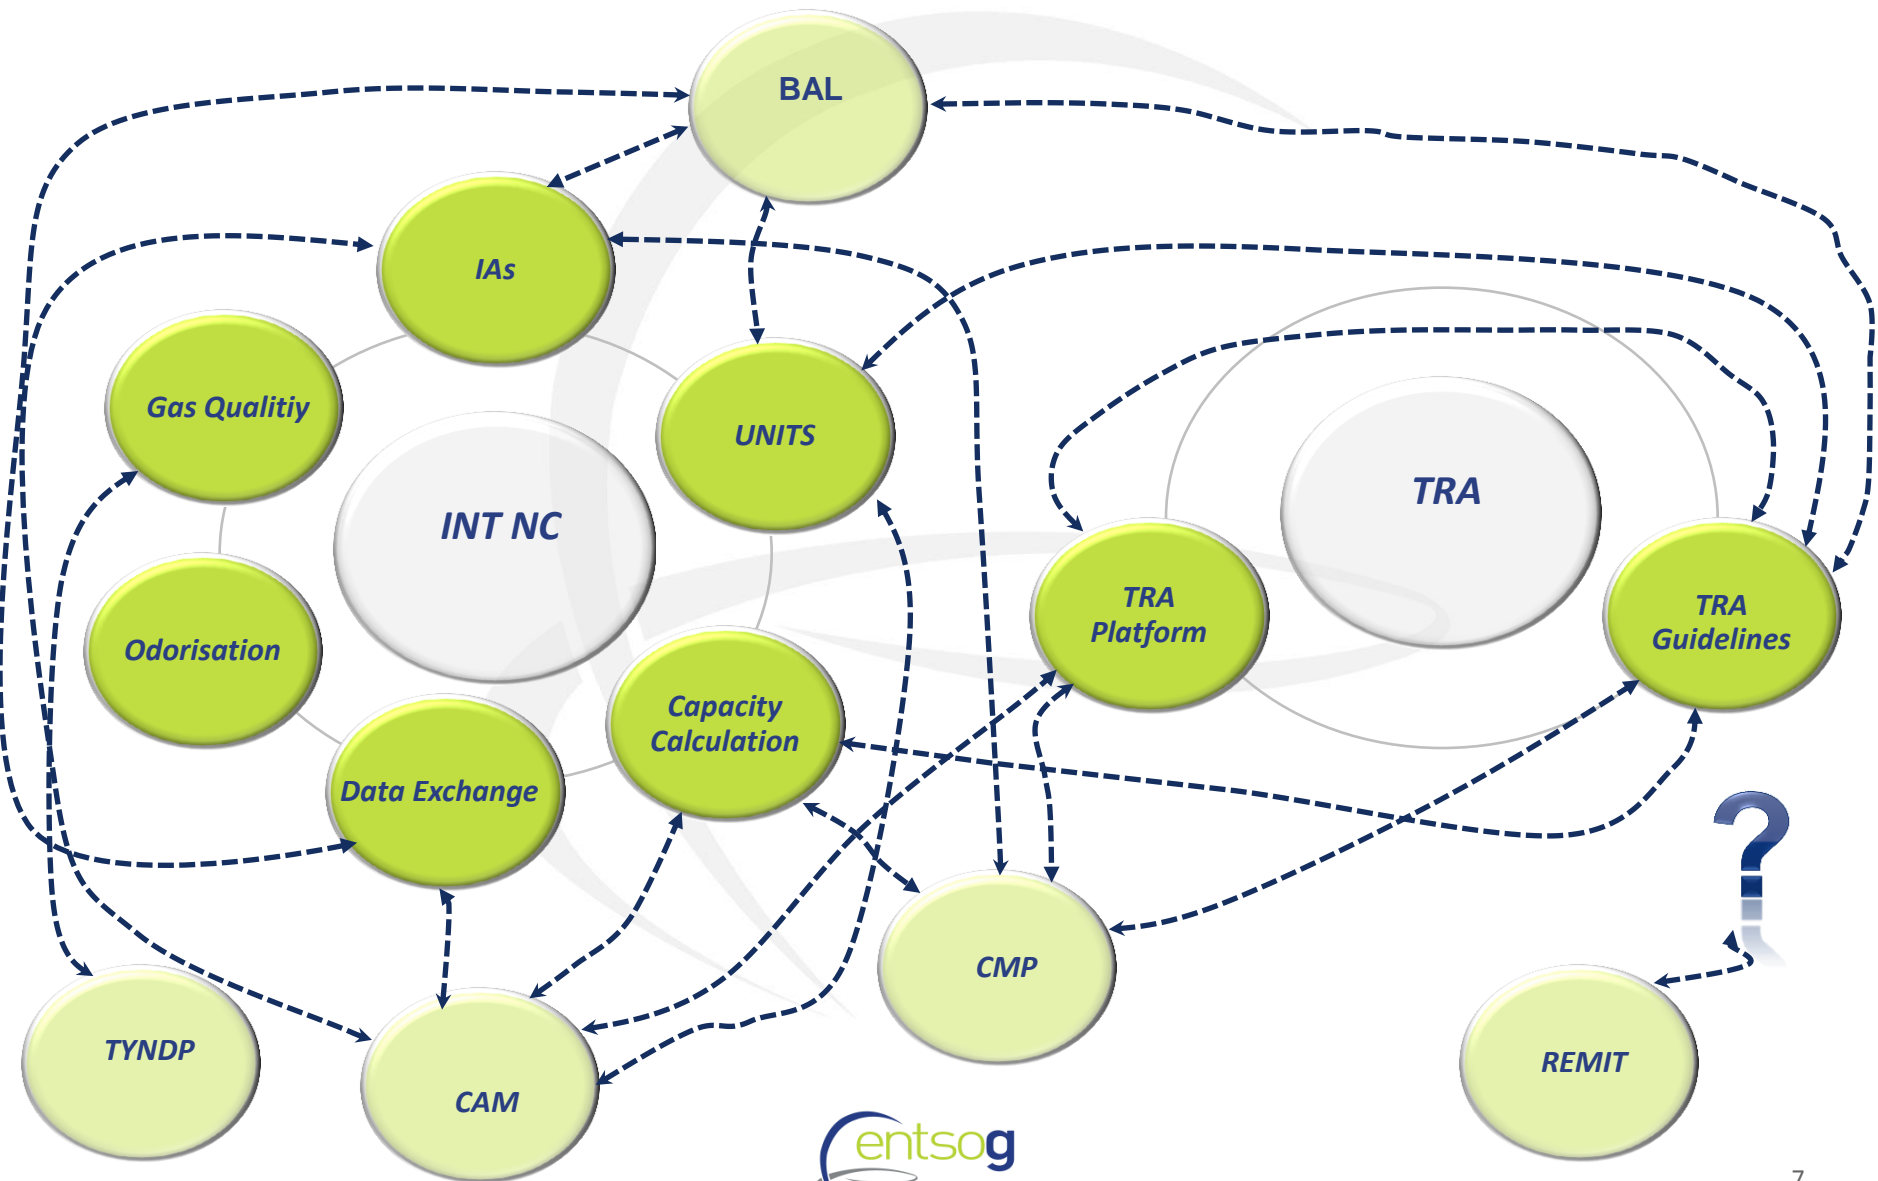 BAL
IAs
Gas Qualitiy
UNITS
INT NC
TRA
TRA
Platform
TRA
Guidelines
Odorisation
Capacity
Calculation
Data Exchange
CMP
TYNDP
CAM
REMIT
?
entsog
7